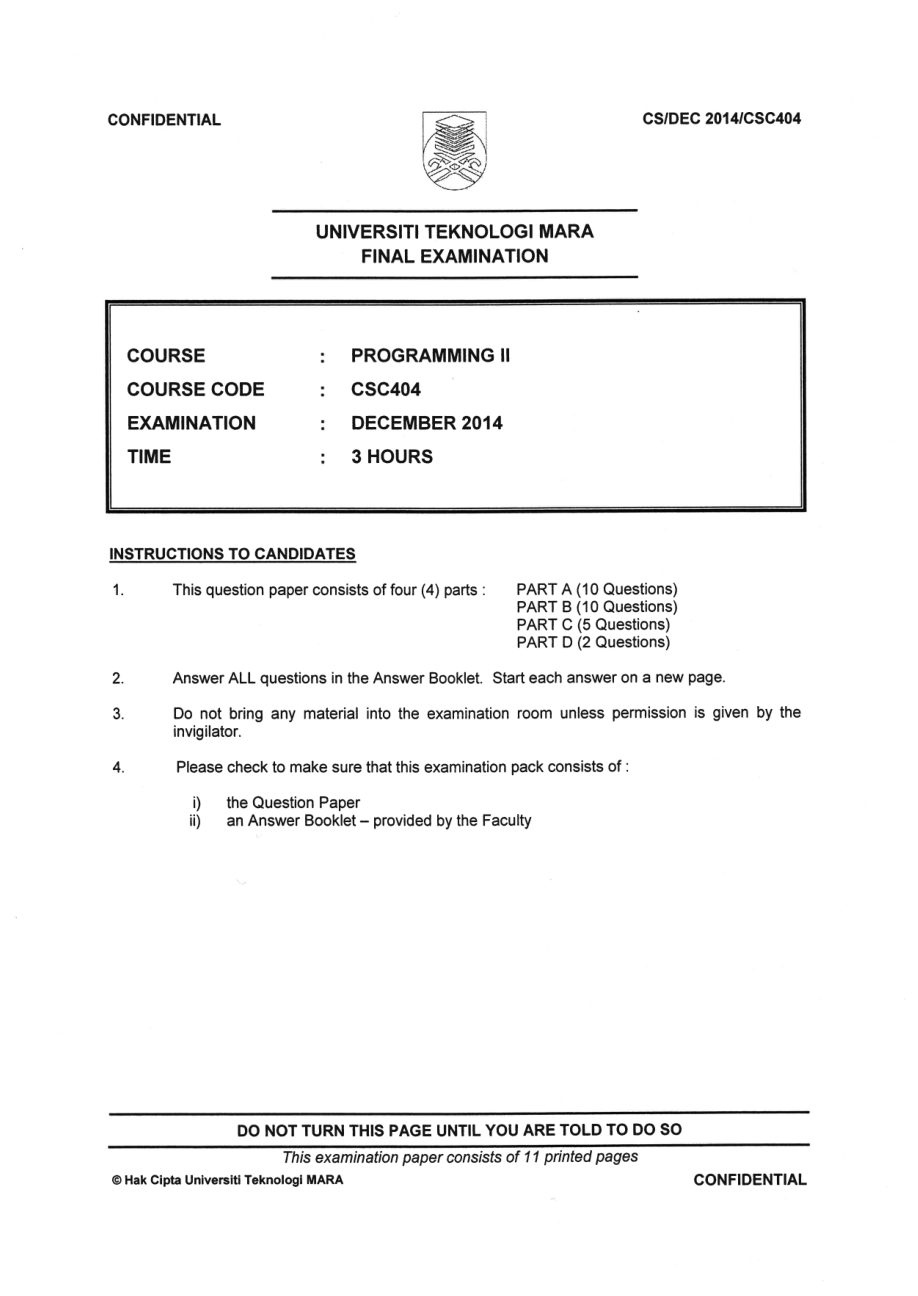 CONFIDENTIAL
CS/DEC 2014/CSC404
UNIVERSITI TEKNOLOGI MARA
FINAL EXAMINATION
COURSE : PROGRAMMING II
COURSE CODE : CSC404
EXAMINATION : DECEMBER 2014
TIME : 3 HOURS
INSTRUCTIONS TO CANDIDATES
1. This question paper consists of four (4) parts : PART A (10 Questions)
PART B (10 Questions)
PART C (5 Questions)
PART D (2 Questions)
2. Answer ALL questions in the Answer Booklet. Start each answer on a new page.
3. Do not bring any material into the examination room unless permission is given by the
invigilator.
4. Please check to make sure that this examination pack consists of :
i) the Question Paper
ii) an Answer Booklet – provided by the Faculty
DO NOT TURN THIS PAGE UNTIL YOU ARE TOLD TO DO SO
This examination paper consists of 11 printed pages
© Hak Cipta Universiti Teknologi MARA
CONFIDENTIAL